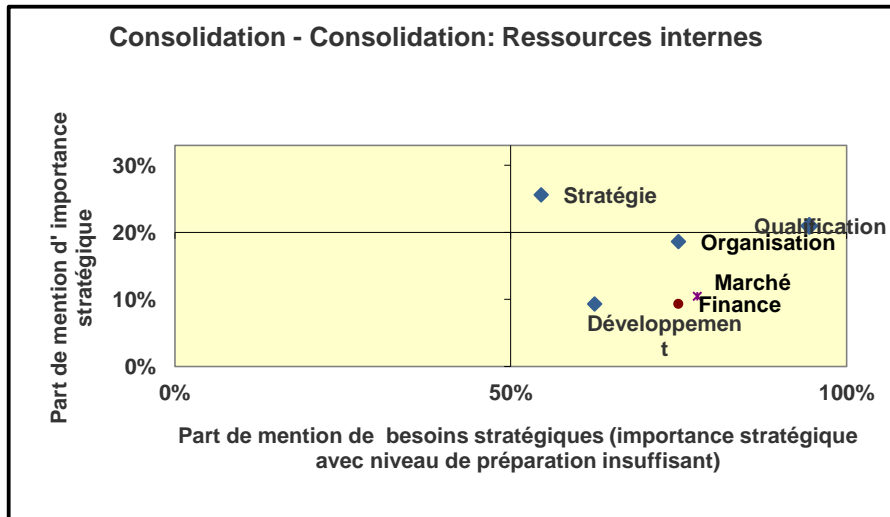 Consolidation - Consolidation: Ressources internes
Part de mention d' importance
stratégique
30%
20%
10%
0%
Stratégie
Qualification
Organisation
Marché
Finance
Développemen
t
0%
50%
100%
Part de mention de besoins stratégiques (importance stratégique
avec niveau de préparation insuffisant)